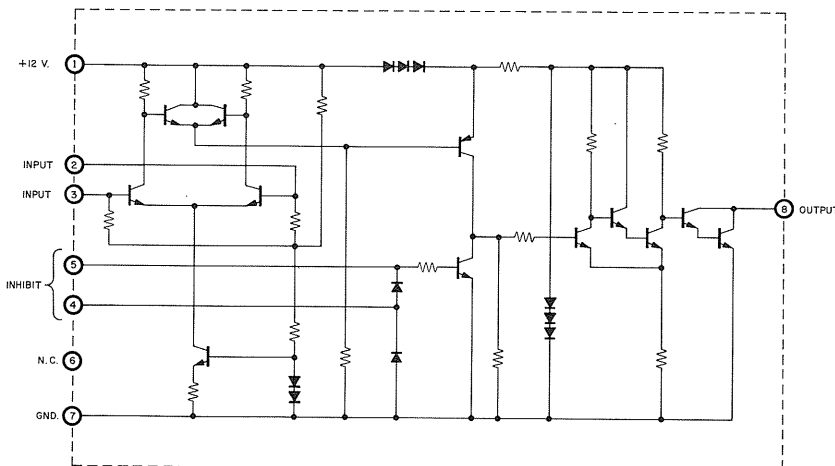 +12 V. 1
INPUT 2
INPUT 3
8 OUTPUT
5
INHIBIT
4
N.C. 6
GND. 7